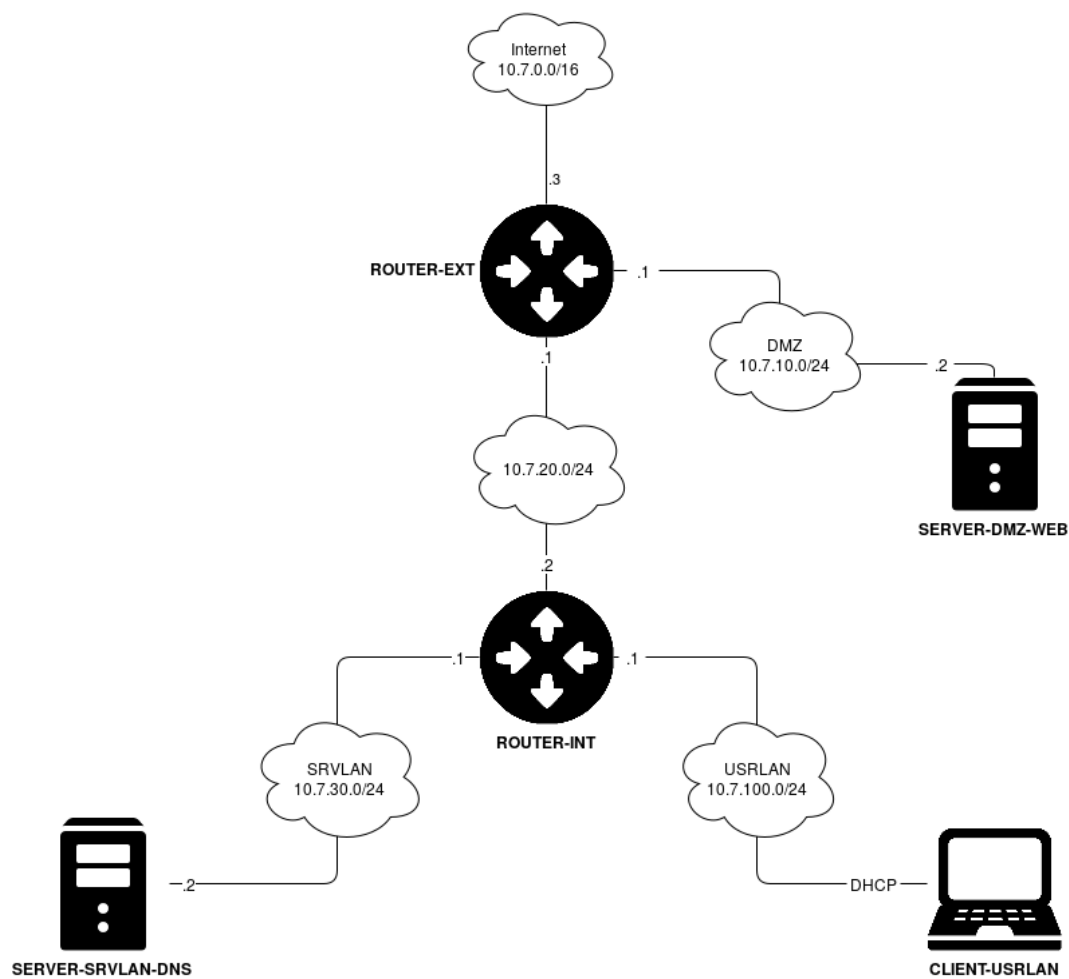 Internet
10.7.0.0/16
.3
ROUTER-EXT
.1
.1
DMZ
10.7.10.0/24
.2
SERVER-DMZ-WEB
10.7.20.0/24
.2
.1
.1
ROUTER-INT
SRVLAN
10.7.30.0/24
USRLAN
10.7.100.0/24
.2
DHCP
SERVER-SRVLAN-DNS
CLIENT-USRLAN